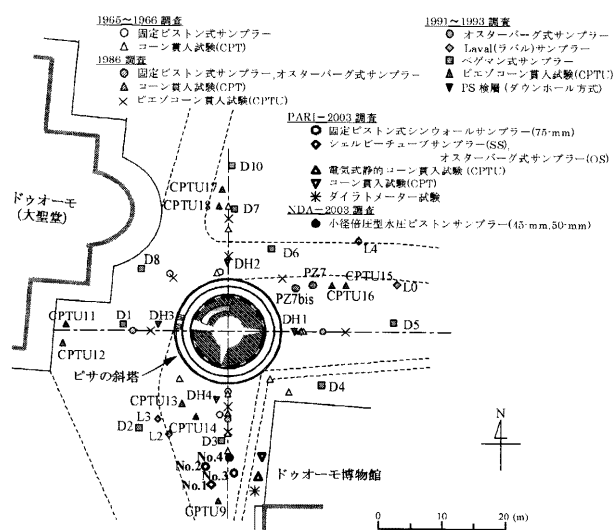 1965～1966 調査
固定ピストン式サンプラー
コーン貫入試験(CPT)
1986 調査
固定ピストン式サンプラー,オスターバーグ式サンプラー
コーン貫入試験(CPT)
ピエゾコーン貫入試験(CPTU)
1991～1993 調査
オスターバーグ式サンプラー
Laval(ラバル)サンプラー
ベゲマン式サンプラー
ピエゾコーン貫入試験(CPTU)
PS 検層 (ダウンホール方式)
PARI－2003 調査
固定ピストン式シンウォールサンプラー(75-mm)
シェルビーチューブサンプラー(SS),
オスターバーグ式サンプラー(OS)
電気式静的コーン貫入試験 (CPTU)
コーン貫入試験(CPT)
ダイラトメーター試験
NDA－2003 調査
小径倍圧型水圧ピストンサンプラー(45-mm,50-mm)
ドゥオーモ
(大聖堂)
D10
CPTU17
CPTU18
D7
L4
D6
D8
DH2
PZ7
CPTU15
L0
PZ7bis
CPTU16
CPTU11
D1
DH3
DH1
D5
CPTU12
ピサの斜塔
D4
DH4
CPTU13
L3
CPTU14
D2
L2
D3
No.4
No.2
No.3
No.1
CPTU9
ドゥオーモ博物館
N
0 10 20 (m)